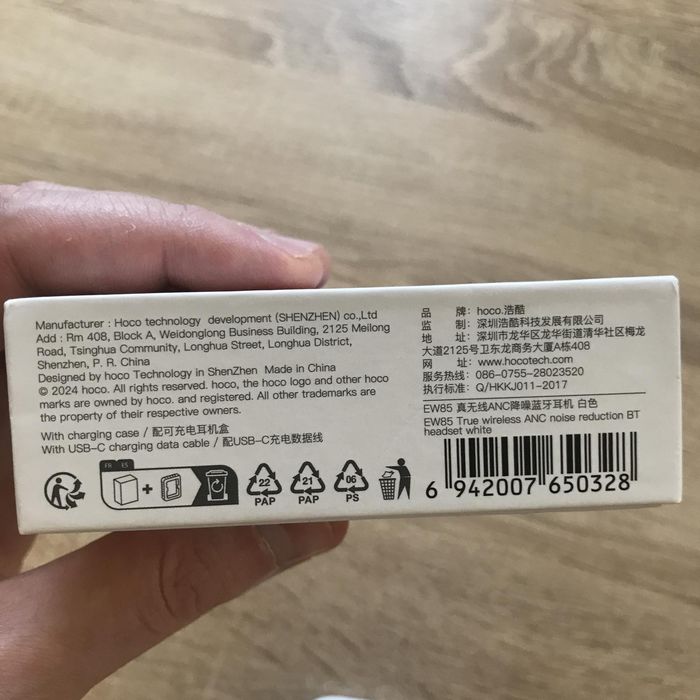 Manufacturer : Hoco technology development (SHENZHEN) co.,Ltd
Add : Rm 408, Block A, Weidonglong Business Building, 2125 Meilong
Road, Tsinghua Community, Longhua Street, Longhua District,
Shenzhen, P. R. China
Designed by hoco Technology in ShenZhen Made in China
© 2024 hoco. All rights reserved. hoco, the hoco logo and other hoco
marks are owned by hoco. and registered. All other trademarks are
the property of their respective owners.
With charging case / 配可充电耳机盒
With USB-C charging data cable / 配USB-C充电数据线
FR ES
22
PAP
21
PAP
06
PS
品 牌: hoco.浩酷
监 制: 深圳浩酷科技发展有限公司
地 址: 深圳市龙华区龙华街道清华社区梅龙
大道2125号卫东龙商务大厦A栋408
网 址: www.hocotech.com
服务热线: 086-0755-28023520
执行标准: Q/HKKJ011-2017
EW85 真无线ANC降噪蓝牙耳机 白色
EW85 True wireless ANC noise reduction BT
headset white
6 942007 650328